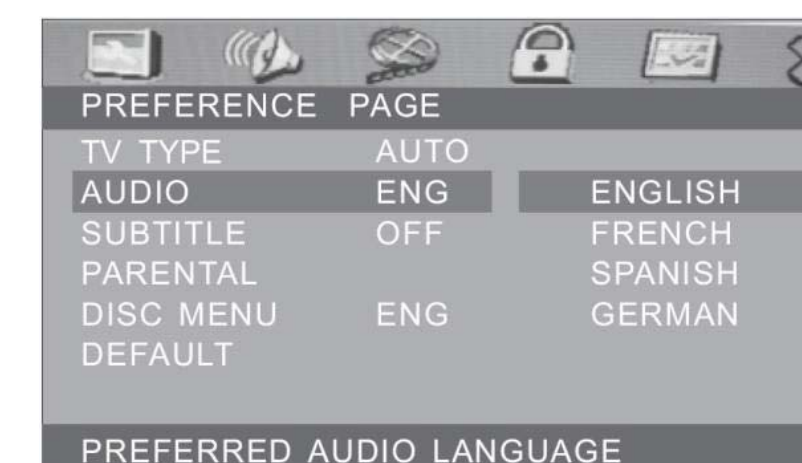 PREFERENCE PAGE
TV TYPE AUTO
AUDIO ENG ENGLISH
SUBTITLE OFF FRENCH
PARENTAL SPANISH
DISC MENU ENG GERMAN
DEFAULT
PREFERRED AUDIO LANGUAGE